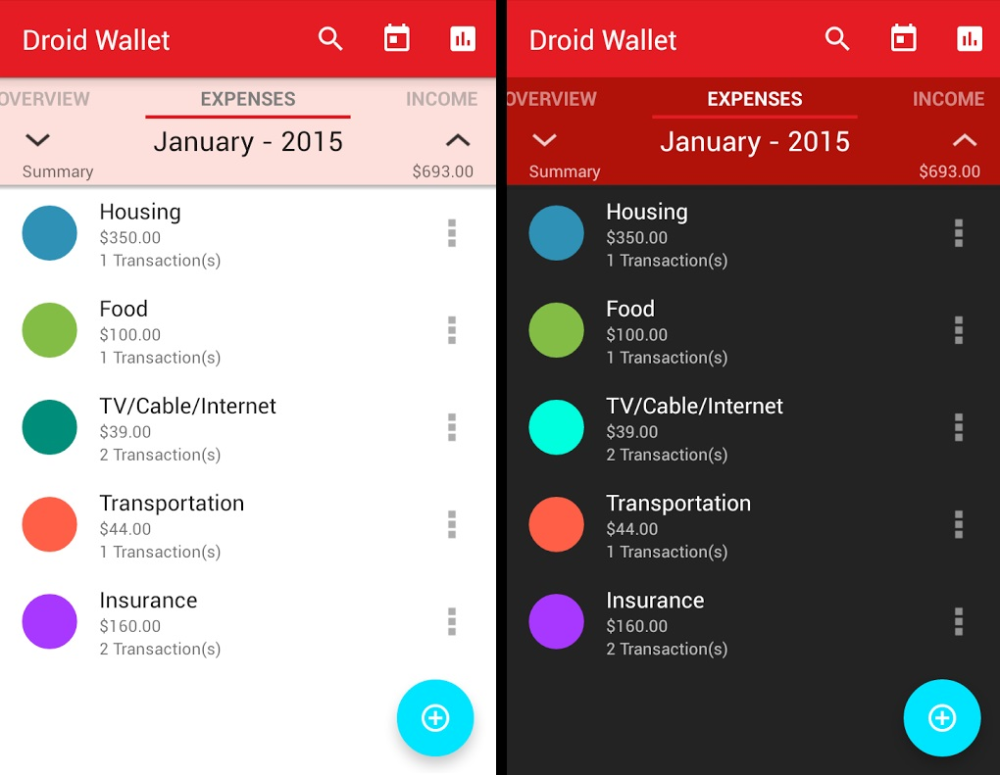 Droid Wallet
OVERVIEW EXPENSES INCOME
January - 2015
Summary $693.00
Housing
$350.00
1 Transaction(s)
Food
$100.00
1 Transaction(s)
TV/Cable/Internet
$39.00
2 Transaction(s)
Transportation
$44.00
1 Transaction(s)
Insurance
$160.00
2 Transaction(s)
Droid Wallet
OVERVIEW EXPENSES INCOME
January - 2015
Summary $693.00
Housing
$350.00
1 Transaction(s)
Food
$100.00
1 Transaction(s)
TV/Cable/Internet
$39.00
2 Transaction(s)
Transportation
$44.00
1 Transaction(s)
Insurance
$160.00
2 Transaction(s)